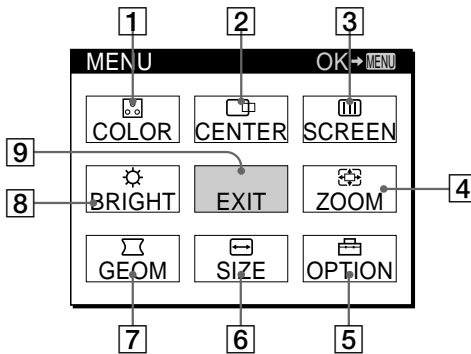 1 2 3
MENU OK→MENU
COLOR CENTER SCREEN
9
BRIGHT EXIT ZOOM
8 4
GEOM SIZE OPTION
7 6 5